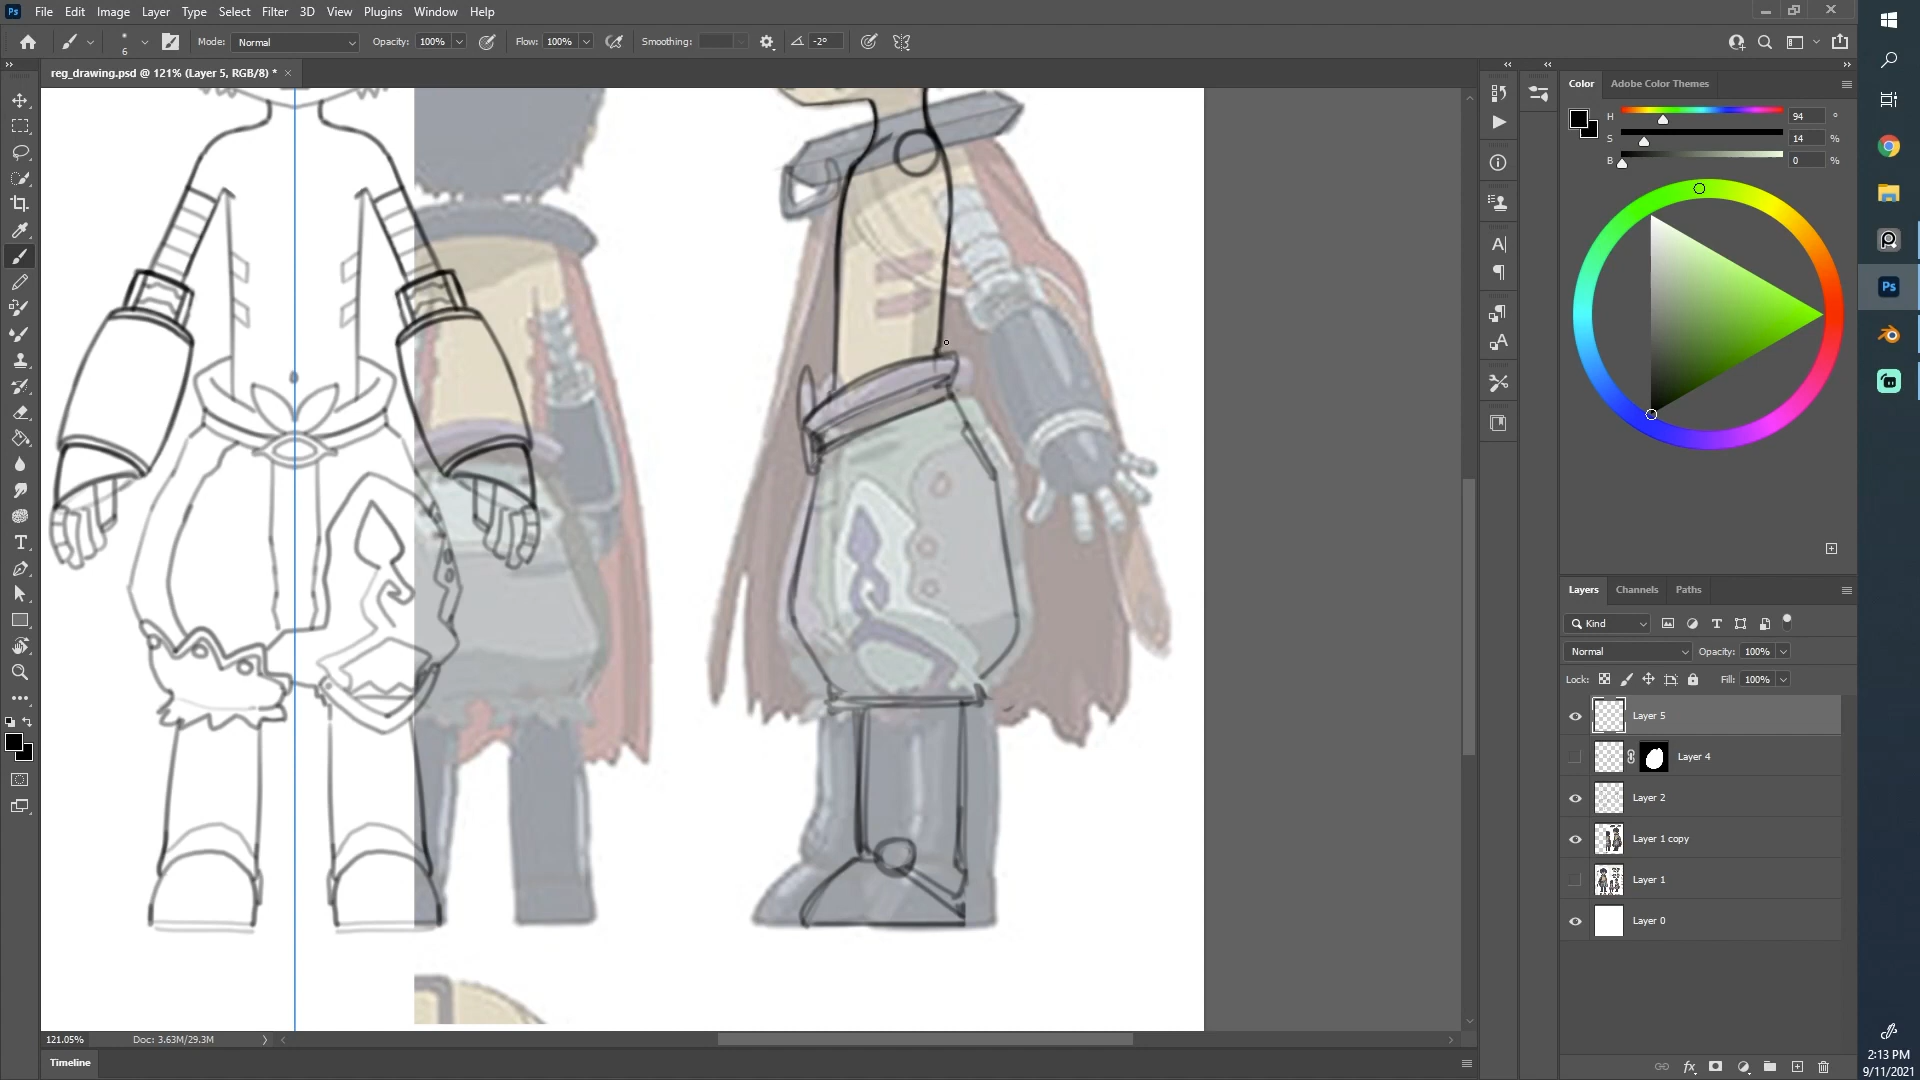 Ps File Edit Image Layer Type Select Filter 3D View Plugins Window Help
6 Mode: Normal Opacity: 100% Flow: 100% Smoothing: -2°
reg_drawing.psd @ 121% (Layer 5, RGB/8) * ×
Color Adobe Color Themes
H 94 °
S 14 %
B 0 %
Ps
Layers Channels Paths
Kind
Normal Opacity: 100%
Lock: Fill: 100%
Layer 5
Layer 4
Layer 2
Layer 1 copy
Layer 1
Layer 0
121.05% Doc: 3.63M/29.3M
Timeline
2:13 PM
9/11/2021